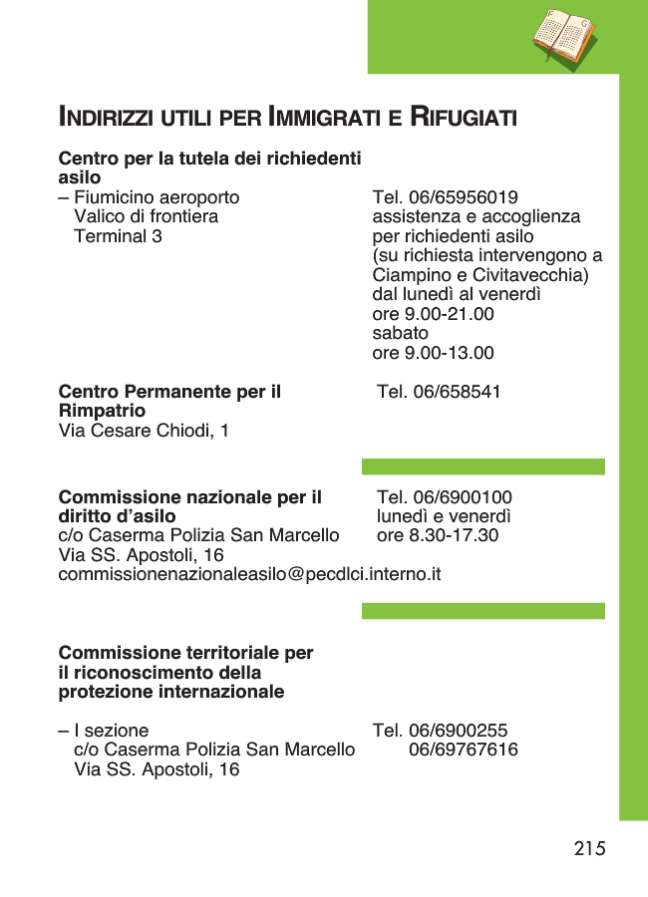 INDIRIZZI UTILI PER IMMIGRATI E RIFUGIATI
Centro per la tutela dei richiedenti
asilo
– Fiumicino aeroporto
Valico di frontiera
Terminal 3
Tel. 06/65956019
assistenza e accoglienza
per richiedenti asilo
(su richiesta intervengono a
Ciampino e Civitavecchia)
dal lunedì al venerdì
ore 9.00-21.00
sabato
ore 9.00-13.00
Centro Permanente per il
Rimpatrio
Via Cesare Chiodi, 1
Tel. 06/658541
Commissione nazionale per il
diritto d’asilo
c/o Caserma Polizia San Marcello
Via SS. Apostoli, 16
commissionenazionaleasilo@pecdlci.interno.it
Tel. 06/6900100
lunedì e venerdì
ore 8.30-17.30
Commissione territoriale per
il riconoscimento della
protezione internazionale
– I sezione
c/o Caserma Polizia San Marcello
Via SS. Apostoli, 16
Tel. 06/6900255
06/69767616
215